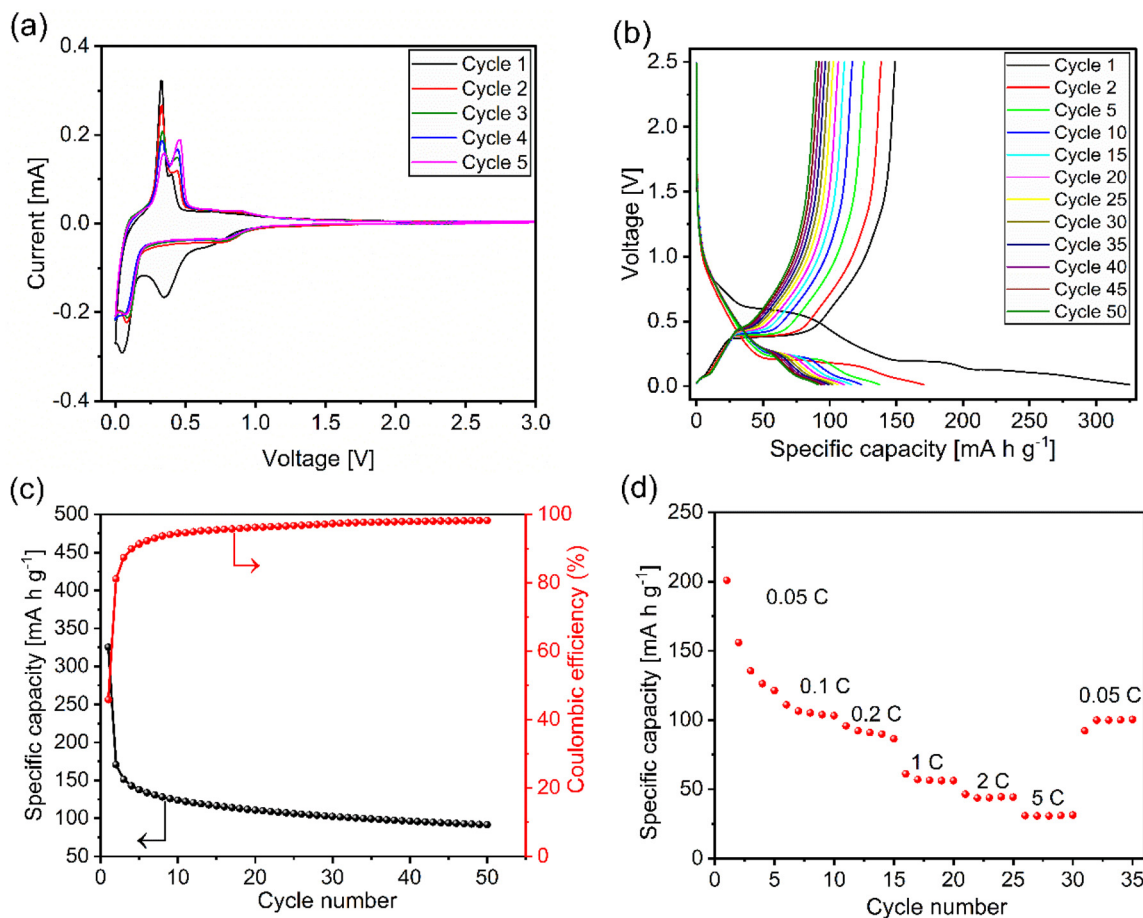 (a)
0.4
0.2
0.0
-0.2
-0.4
Current [mA]
0.0 0.5 1.0 1.5 2.0 2.5 3.0
Voltage [V]
Cycle 1
Cycle 2
Cycle 3
Cycle 4
Cycle 5
(b)
2.5
2.0
1.5
1.0
0.5
0.0
Voltage [V]
0 50 100 150 200 250 300
Specific capacity [mA h g-1]
Cycle 1
Cycle 2
Cycle 5
Cycle 10
Cycle 15
Cycle 20
Cycle 25
Cycle 30
Cycle 35
Cycle 40
Cycle 45
Cycle 50
(c)
500
450
400
350
300
250
200
150
100
50
Specific capacity [mA h g-1]
0 10 20 30 40 50
Cycle number
100
80
60
40
20
0
Coulombic efficiency (%)
(d)
250
200
150
100
50
0
Specific capacity [mA h g-1]
0.05 C
0.1 C
0.2 C
1 C
2 C
5 C
0.05 C
0 5 10 15 20 25 30 35
Cycle number